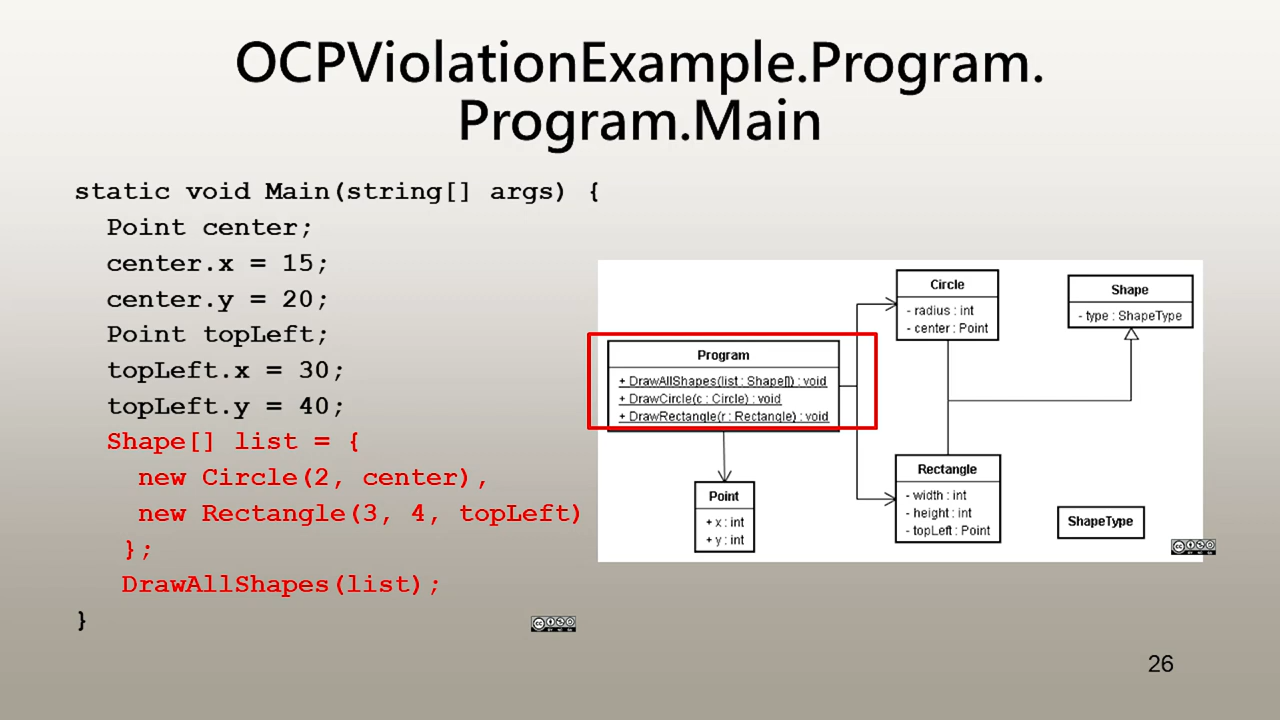 OCPViolationExample.Program.
Program.Main
static void Main(string[] args) {
Point center;
center.x = 15;
center.y = 20;
Point topLeft;
topLeft.x = 30;
topLeft.y = 40;
Shape[] list = {
new Circle(2, center),
new Rectangle(3, 4, topLeft)
};
DrawAllShapes(list);
}
Program
+ DrawAllShapes(list : Shape[]) : void
+ DrawCircle(c : Circle) : void
+ DrawRectangle(r : Rectangle) : void
Circle
- radius : int
- center : Point
Shape
- type : ShapeType
Point
+ x : int
+ y : int
Rectangle
- width : int
- height : int
- topLeft : Point
ShapeType
26